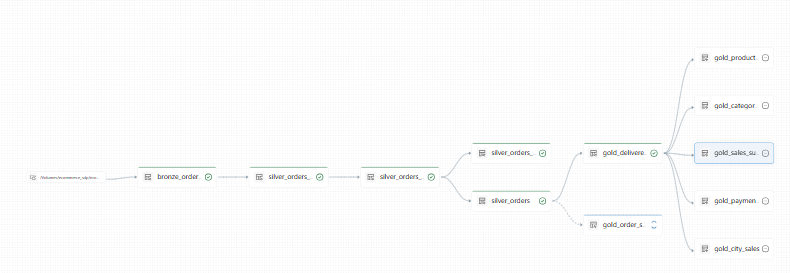 gold_product..
gold_categor..
silver_orders_..
gold_delivere..
gold_sales_su..
bronze_order..
silver_orders_..
silver_orders_..
silver_orders
gold_paymen..
gold_order_s..
gold_city_sales